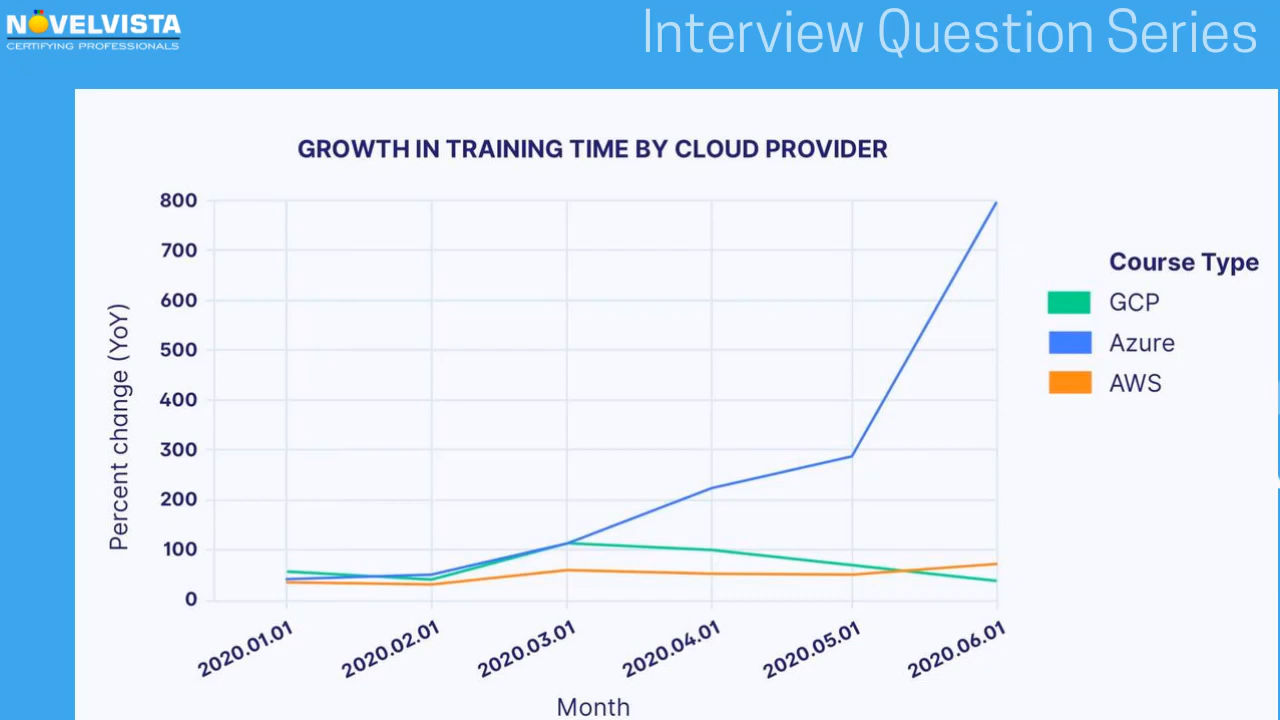 NOVELVISTA
CERTIFYING PROFESSIONALS
Interview Question Series
GROWTH IN TRAINING TIME BY CLOUD PROVIDER
800
700
600
500
400
300
200
100
0
Percent change (YoY)
2020.01.01
2020.02.01
2020.03.01
2020.04.01
2020.05.01
2020.06.01
Month
Course Type
GCP
Azure
AWS